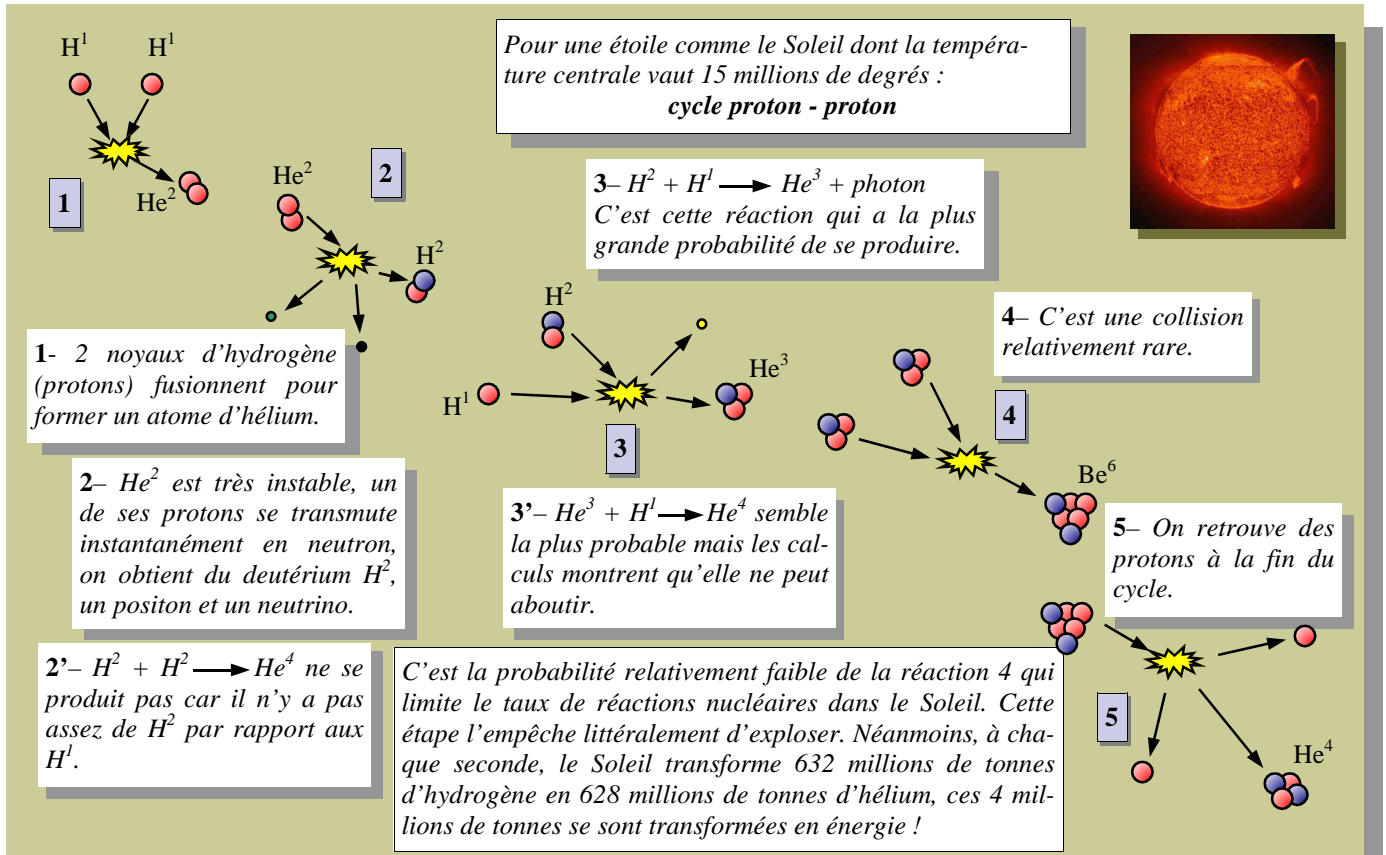 H¹ H¹
He²
1
Pour une étoile comme le Soleil dont la tempéra-
ture centrale vaut 15 millions de degrés :
cycle proton - proton
He²
2
H²
3– H² + H¹ ⟶ He³ + photon
C'est cette réaction qui a la plus
grande probabilité de se produire.
1- 2 noyaux d'hydrogène
(protons) fusionnent pour
former un atome d'hélium.
H²
H¹
He³
3
4– C'est une collision
relativement rare.
4
Be⁶
2– He² est très instable, un
de ses protons se transmute
instantanément en neutron,
on obtient du deutérium H²,
un positon et un neutrino.
3'– He³ + H¹ ⟶ He⁴ semble
la plus probable mais les cal-
culs montrent qu'elle ne peut
aboutir.
5– On retrouve des
protons à la fin du
cycle.
2'– H² + H² ⟶ He⁴ ne se
produit pas car il n'y a pas
assez de H² par rapport aux
H¹.
C'est la probabilité relativement faible de la réaction 4 qui
limite le taux de réactions nucléaires dans le Soleil. Cette
étape l'empêche littéralement d'exploser. Néanmoins, à cha-
que seconde, le Soleil transforme 632 millions de tonnes
d'hydrogène en 628 millions de tonnes d'hélium, ces 4 mil-
lions de tonnes se sont transformées en énergie !
5
He⁴